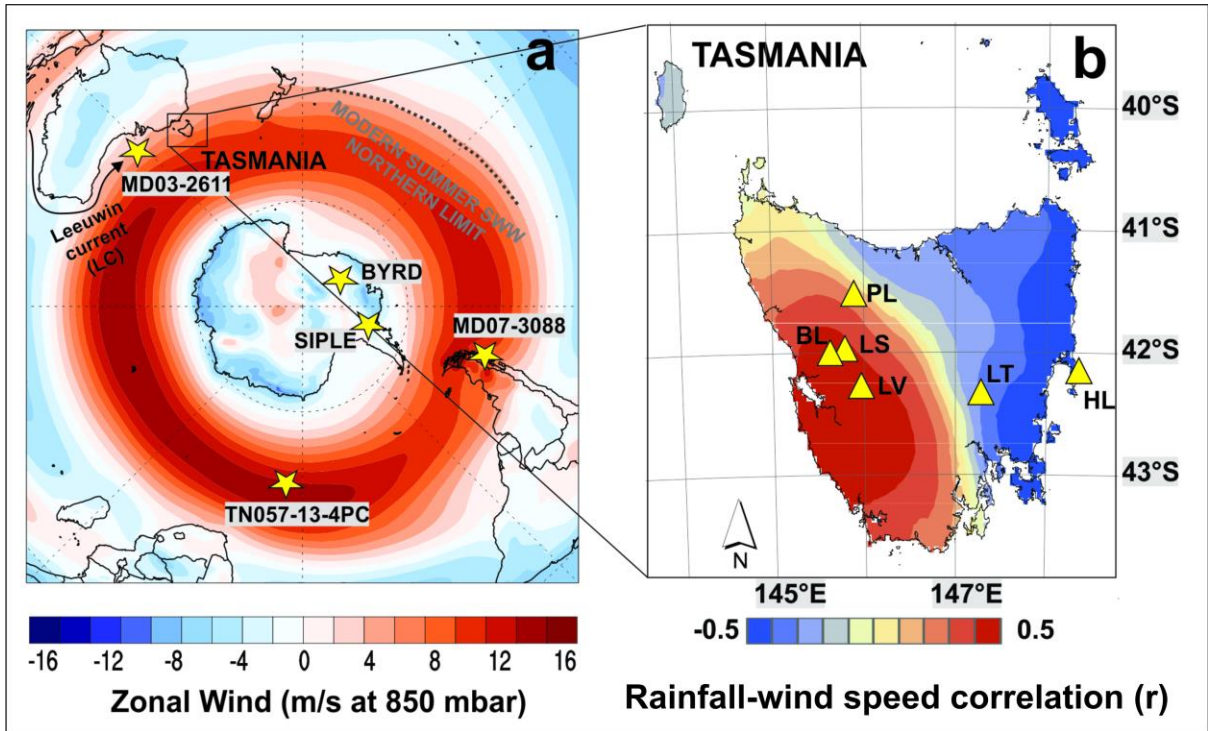 a
TASMANIA
MD03-2611
Leeuwin
current
(LC)
MODERN SUMMER SWW
NORTHERN LIMIT
BYRD
SIPLE
MD07-3088
TN057-13-4PC
-16 -12 -8 -4 0 4 8 12 16
Zonal Wind (m/s at 850 mbar)
TASMANIA
b
40°S
41°S
PL
BL
LS
42°S
LV
LT
HL
43°S
N
145°E 147°E
-0.5 0.5
Rainfall-wind speed correlation (r)